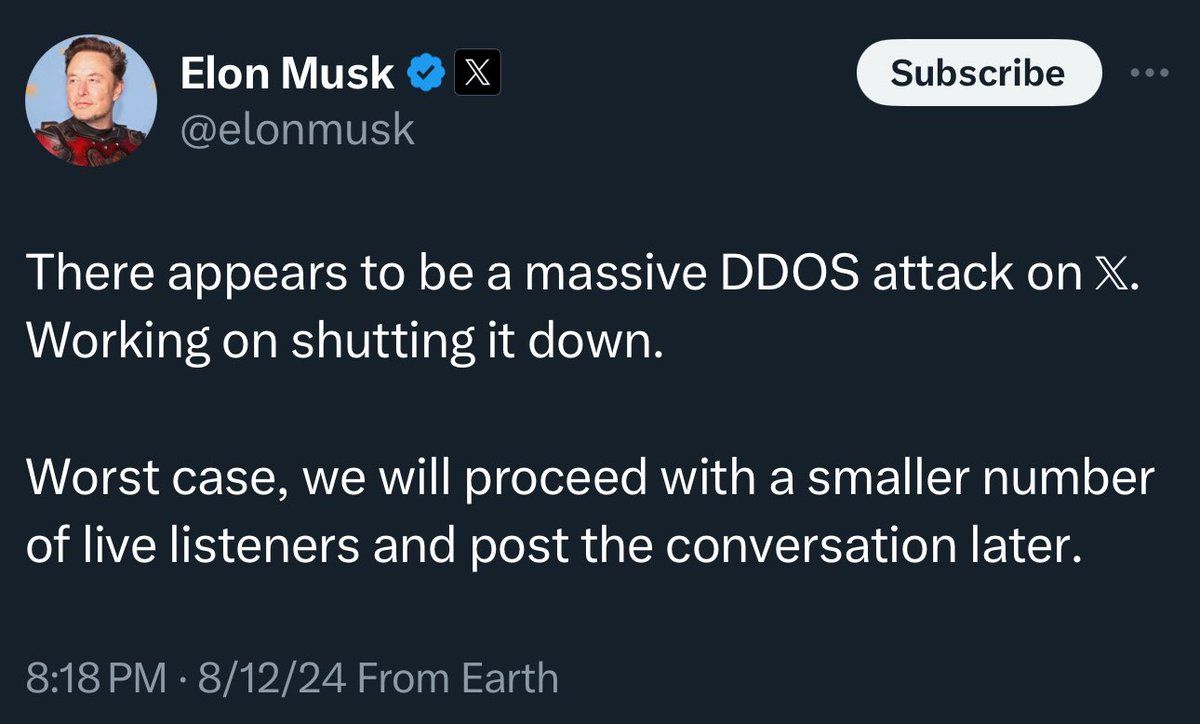 Elon Musk 𝕏
Subscribe
@elonmusk
There appears to be a massive DDOS attack on 𝕏.
Working on shutting it down.
Worst case, we will proceed with a smaller number
of live listeners and post the conversation later.
8:18 PM · 8/12/24 From Earth